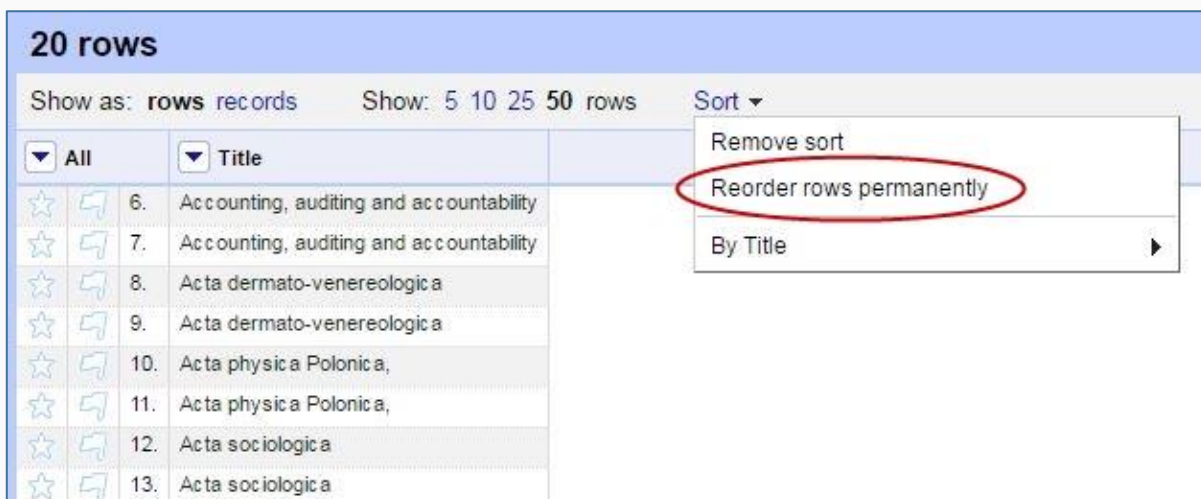 20 rows
Show as: rows records Show: 5 10 25 50 rows Sort
All Title
Remove sort
Reorder rows permanently
By Title
6. Accounting, auditing and accountability
7. Accounting, auditing and accountability
8. Acta dermato-venereologica
9. Acta dermato-venereologica
10. Acta physica Polonica,
11. Acta physica Polonica,
12. Acta sociologica
13. Acta sociologica